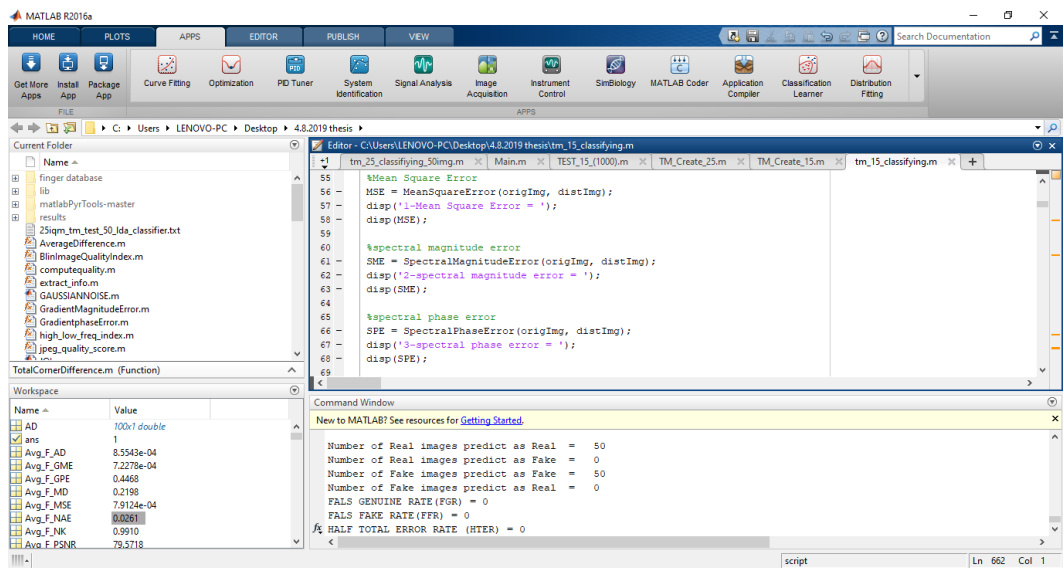 MATLAB R2016a
HOME PLOTS APPS EDITOR PUBLISH VIEW Search Documentation
Get More Apps Install App Package App Curve Fitting Optimization PID Tuner System Identification Signal Analysis Image Acquisition Instrument Control SimBiology MATLAB Coder Application Compiler Classification Learner Distribution Fitting
FILE APPS
C: Users LENOVO-PC Desktop 4.8.2019 thesis
Current Folder
Name
finger database
lib
matlabPyrTools-master
results
25iqm_tm_test_50_lda_classifier.txt
AverageDifference.m
BlinImageQualityIndex.m
computequality.m
extract_info.m
GAUSSIANNOISE.m
GradientMagnitudeError.m
GradientphaseError.m
high_low_freq_index.m
jpeg_quality_score.m
TotalCornerDifference.m (Function)
Workspace
Name Value
AD 100x1 double
ans 1
Avg_F_AD 8.5543e-04
Avg_F_GME 7.2278e-04
Avg_F_GPE 0.4468
Avg_F_MD 0.2198
Avg_F_MSE 7.9124e-04
Avg_F_NAE 0.0261
Avg_F_NK 0.9910
Avg_F_PSNR 79.5718
Editor - C:\Users\LENOVO-PC\Desktop\4.8.2019 thesis\tm_15_classifying.m
+1 tm_25_classifiying_50img.m Main.m TEST_15_(1000).m TM_Create_25.m TM_Create_15.m tm_15_classifying.m +
55 %Mean Square Error
56 - MSE = MeanSquareError(origImg, distImg);
57 - disp('1-Mean Square Error = ');
58 - disp(MSE);
59
60 %spectral magnitude error
61 - SME = SpectralMagnitudeError(origImg, distImg);
62 - disp('2-spectral magnitude error = ');
63 - disp(SME);
64
65 %spectral phase error
66 - SPE = SpectralPhaseError(origImg, distImg);
67 - disp('3-spectral phase error = ');
68 - disp(SPE);
69
Command Window
New to MATLAB? See resources for Getting Started.
Number of Real images predict as Real = 50
Number of Real images predict as Fake = 0
Number of Fake images predict as Fake = 50
Number of Fake images predict as Real = 0
FALS GENUINE RATE(FGR) = 0
FALS FAKE RATE(FFR) = 0
fx HALF TOTAL ERROR RATE (HTER) = 0
script Ln 662 Col 1